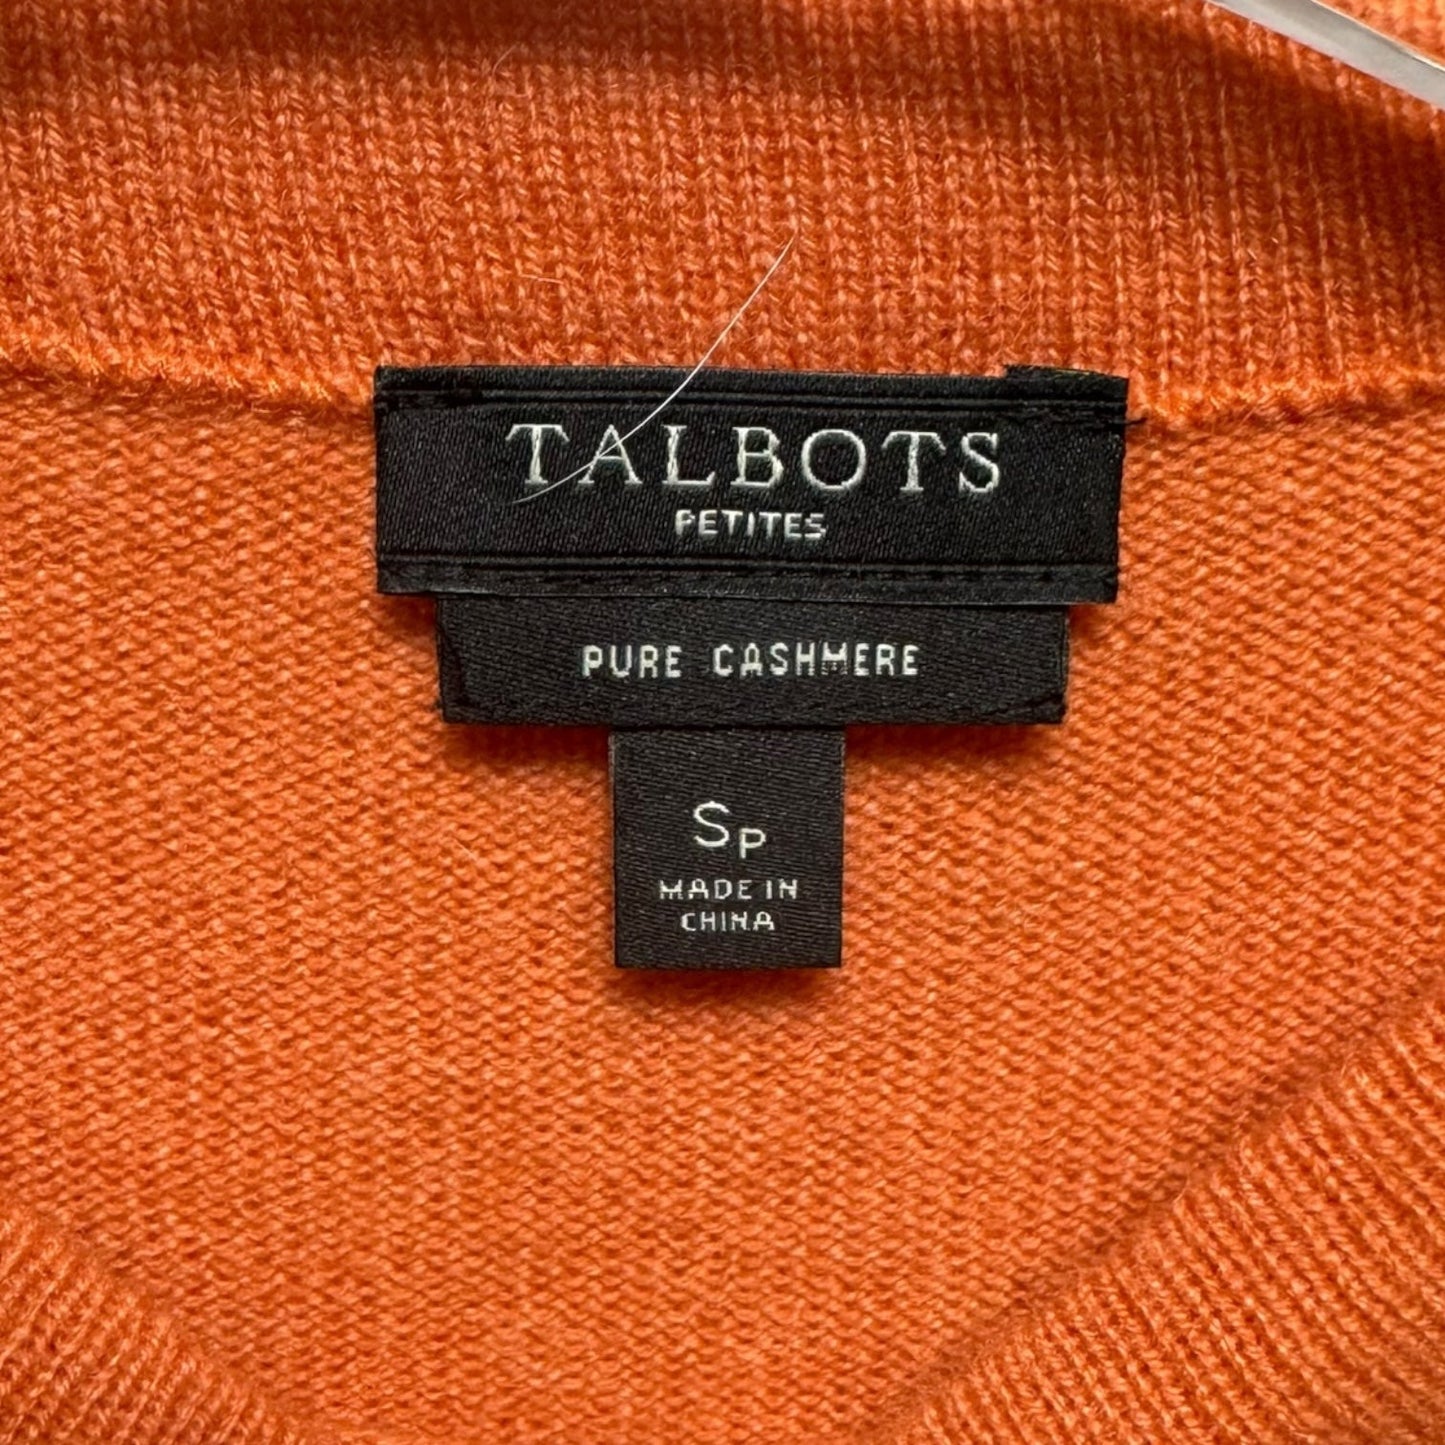 TALBOTS
PETITES
PURE CASHMERE
SP
MADE IN
CHINA